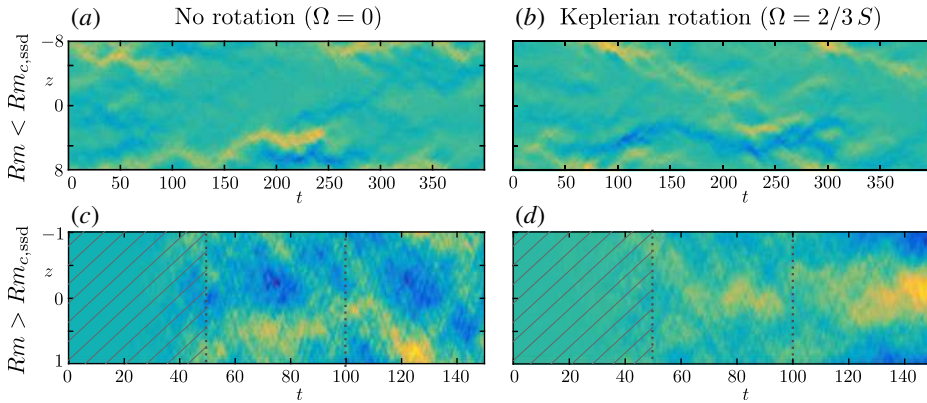 No rotation (Ω = 0)
Keplerian rotation (Ω = 2/3 S)
(a)
(b)
Rm < Rm_{c,ssd}
−8
z
0
8
0 50 100 150 200 250 300 350
t
0 50 100 150 200 250 300 350
t
(c)
(d)
Rm > Rm_{c,ssd}
−1
z
0
1
0 20 40 60 80 100 120 140
t
0 20 40 60 80 100 120 140
t